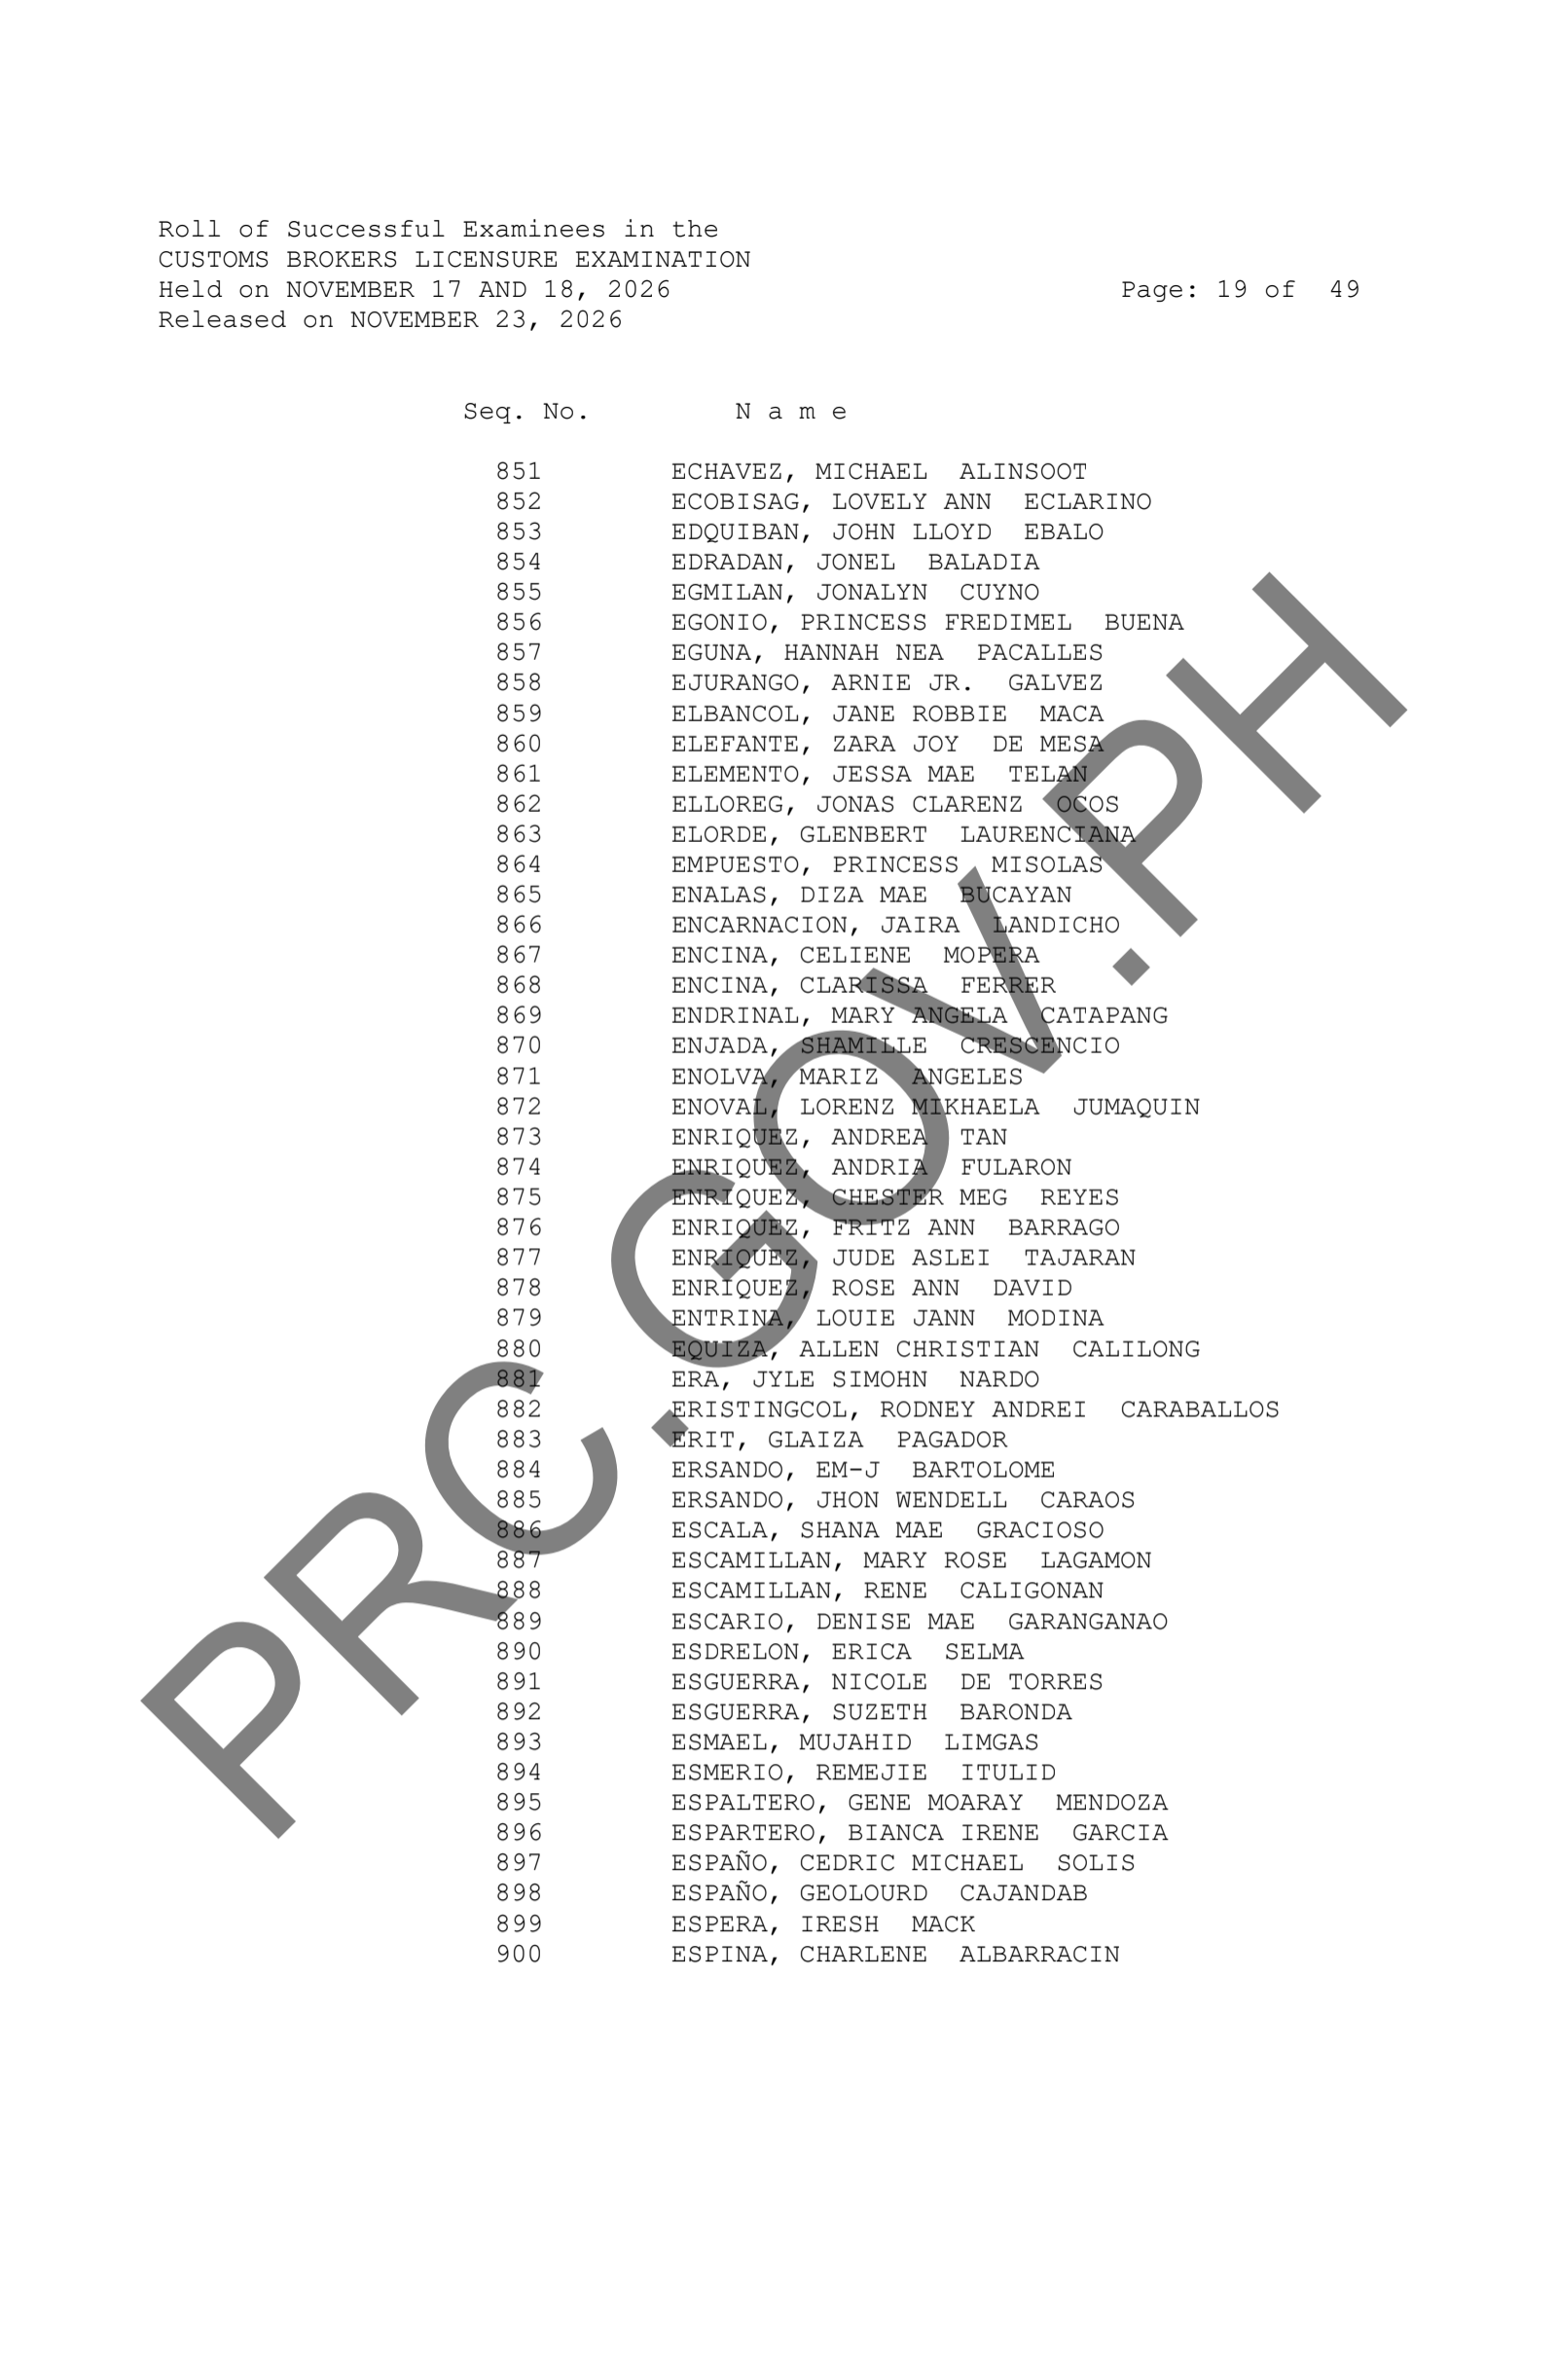 Roll of Successful Examinees in the
CUSTOMS BROKERS LICENSURE EXAMINATION
Held on NOVEMBER 17 AND 18, 2026 Page: 19 of 49
Released on NOVEMBER 23, 2026
Seq. No. N a m e
851 ECHAVEZ, MICHAEL ALINSOOT
852 ECOBISAG, LOVELY ANN ECLARINO
853 EDQUIBAN, JOHN LLOYD EBALO
854 EDRADAN, JONEL BALADIA
855 EGMILAN, JONALYN CUYNO
856 EGONIO, PRINCESS FREDIMEL BUENA
857 EGUNA, HANNAH NEA PACALLES
858 EJURANGO, ARNIE JR. GALVEZ
859 ELBANCOL, JANE ROBBIE MACA
860 ELEFANTE, ZARA JOY DE MESA
861 ELEMENTO, JESSA MAE TELAN
862 ELLOREG, JONAS CLARENZ OCOS
863 ELORDE, GLENBERT LAURENCIANA
864 EMPUESTO, PRINCESS MISOLAS
865 ENALAS, DIZA MAE BUCAYAN
866 ENCARNACION, JAIRA LANDICHO
867 ENCINA, CELIENE MOPERA
868 ENCINA, CLARISSA FERRER
869 ENDRINAL, MARY ANGELA CATAPANG
870 ENJADA, SHAMILLE CRESCENCIO
871 ENOLVA, MARIZ ANGELES
872 ENOVAL, LORENZ MIKHAELA JUMAQUIN
873 ENRIQUEZ, ANDREA TAN
874 ENRIQUEZ, ANDRIA FULARON
875 ENRIQUEZ, CHESTER MEG REYES
876 ENRIQUEZ, FRITZ ANN BARRAGO
877 ENRIQUEZ, JUDE ASLEI TAJARAN
878 ENRIQUEZ, ROSE ANN DAVID
879 ENTRINA, LOUIE JANN MODINA
880 EQUIZA, ALLEN CHRISTIAN CALILONG
881 ERA, JYLE SIMOHN NARDO
882 ERISTINGCOL, RODNEY ANDREI CARABALLOS
883 ERIT, GLAIZA PAGADOR
884 ERSANDO, EM-J BARTOLOME
885 ERSANDO, JHON WENDELL CARAOS
886 ESCALA, SHANA MAE GRACIOSO
887 ESCAMILLAN, MARY ROSE LAGAMON
888 ESCAMILLAN, RENE CALIGONAN
889 ESCARIO, DENISE MAE GARANGANAO
890 ESDRELON, ERICA SELMA
891 ESGUERRA, NICOLE DE TORRES
892 ESGUERRA, SUZETH BARONDA
893 ESMAEL, MUJAHID LIMGAS
894 ESMERIO, REMEJIE ITULID
895 ESPALTERO, GENE MOARAY MENDOZA
896 ESPARTERO, BIANCA IRENE GARCIA
897 ESPAÑO, CEDRIC MICHAEL SOLIS
898 ESPAÑO, GEOLOURD CAJANDAB
899 ESPERA, IRESH MACK
900 ESPINA, CHARLENE ALBARRACIN
PRC.GOV.PH